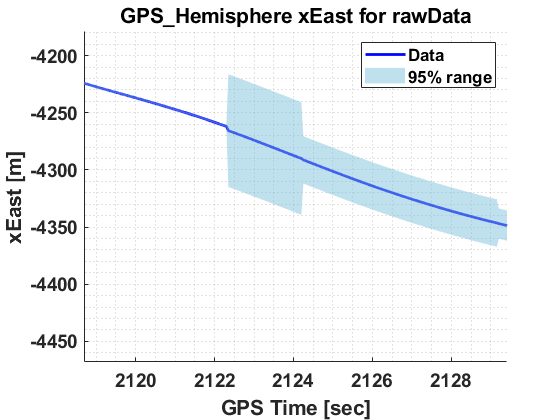 GPS_Hemisphere xEast for rawData
Data
95% range
-4200
-4250
-4300
-4350
-4400
-4450
xEast [m]
2120 2122 2124 2126 2128
GPS Time [sec]